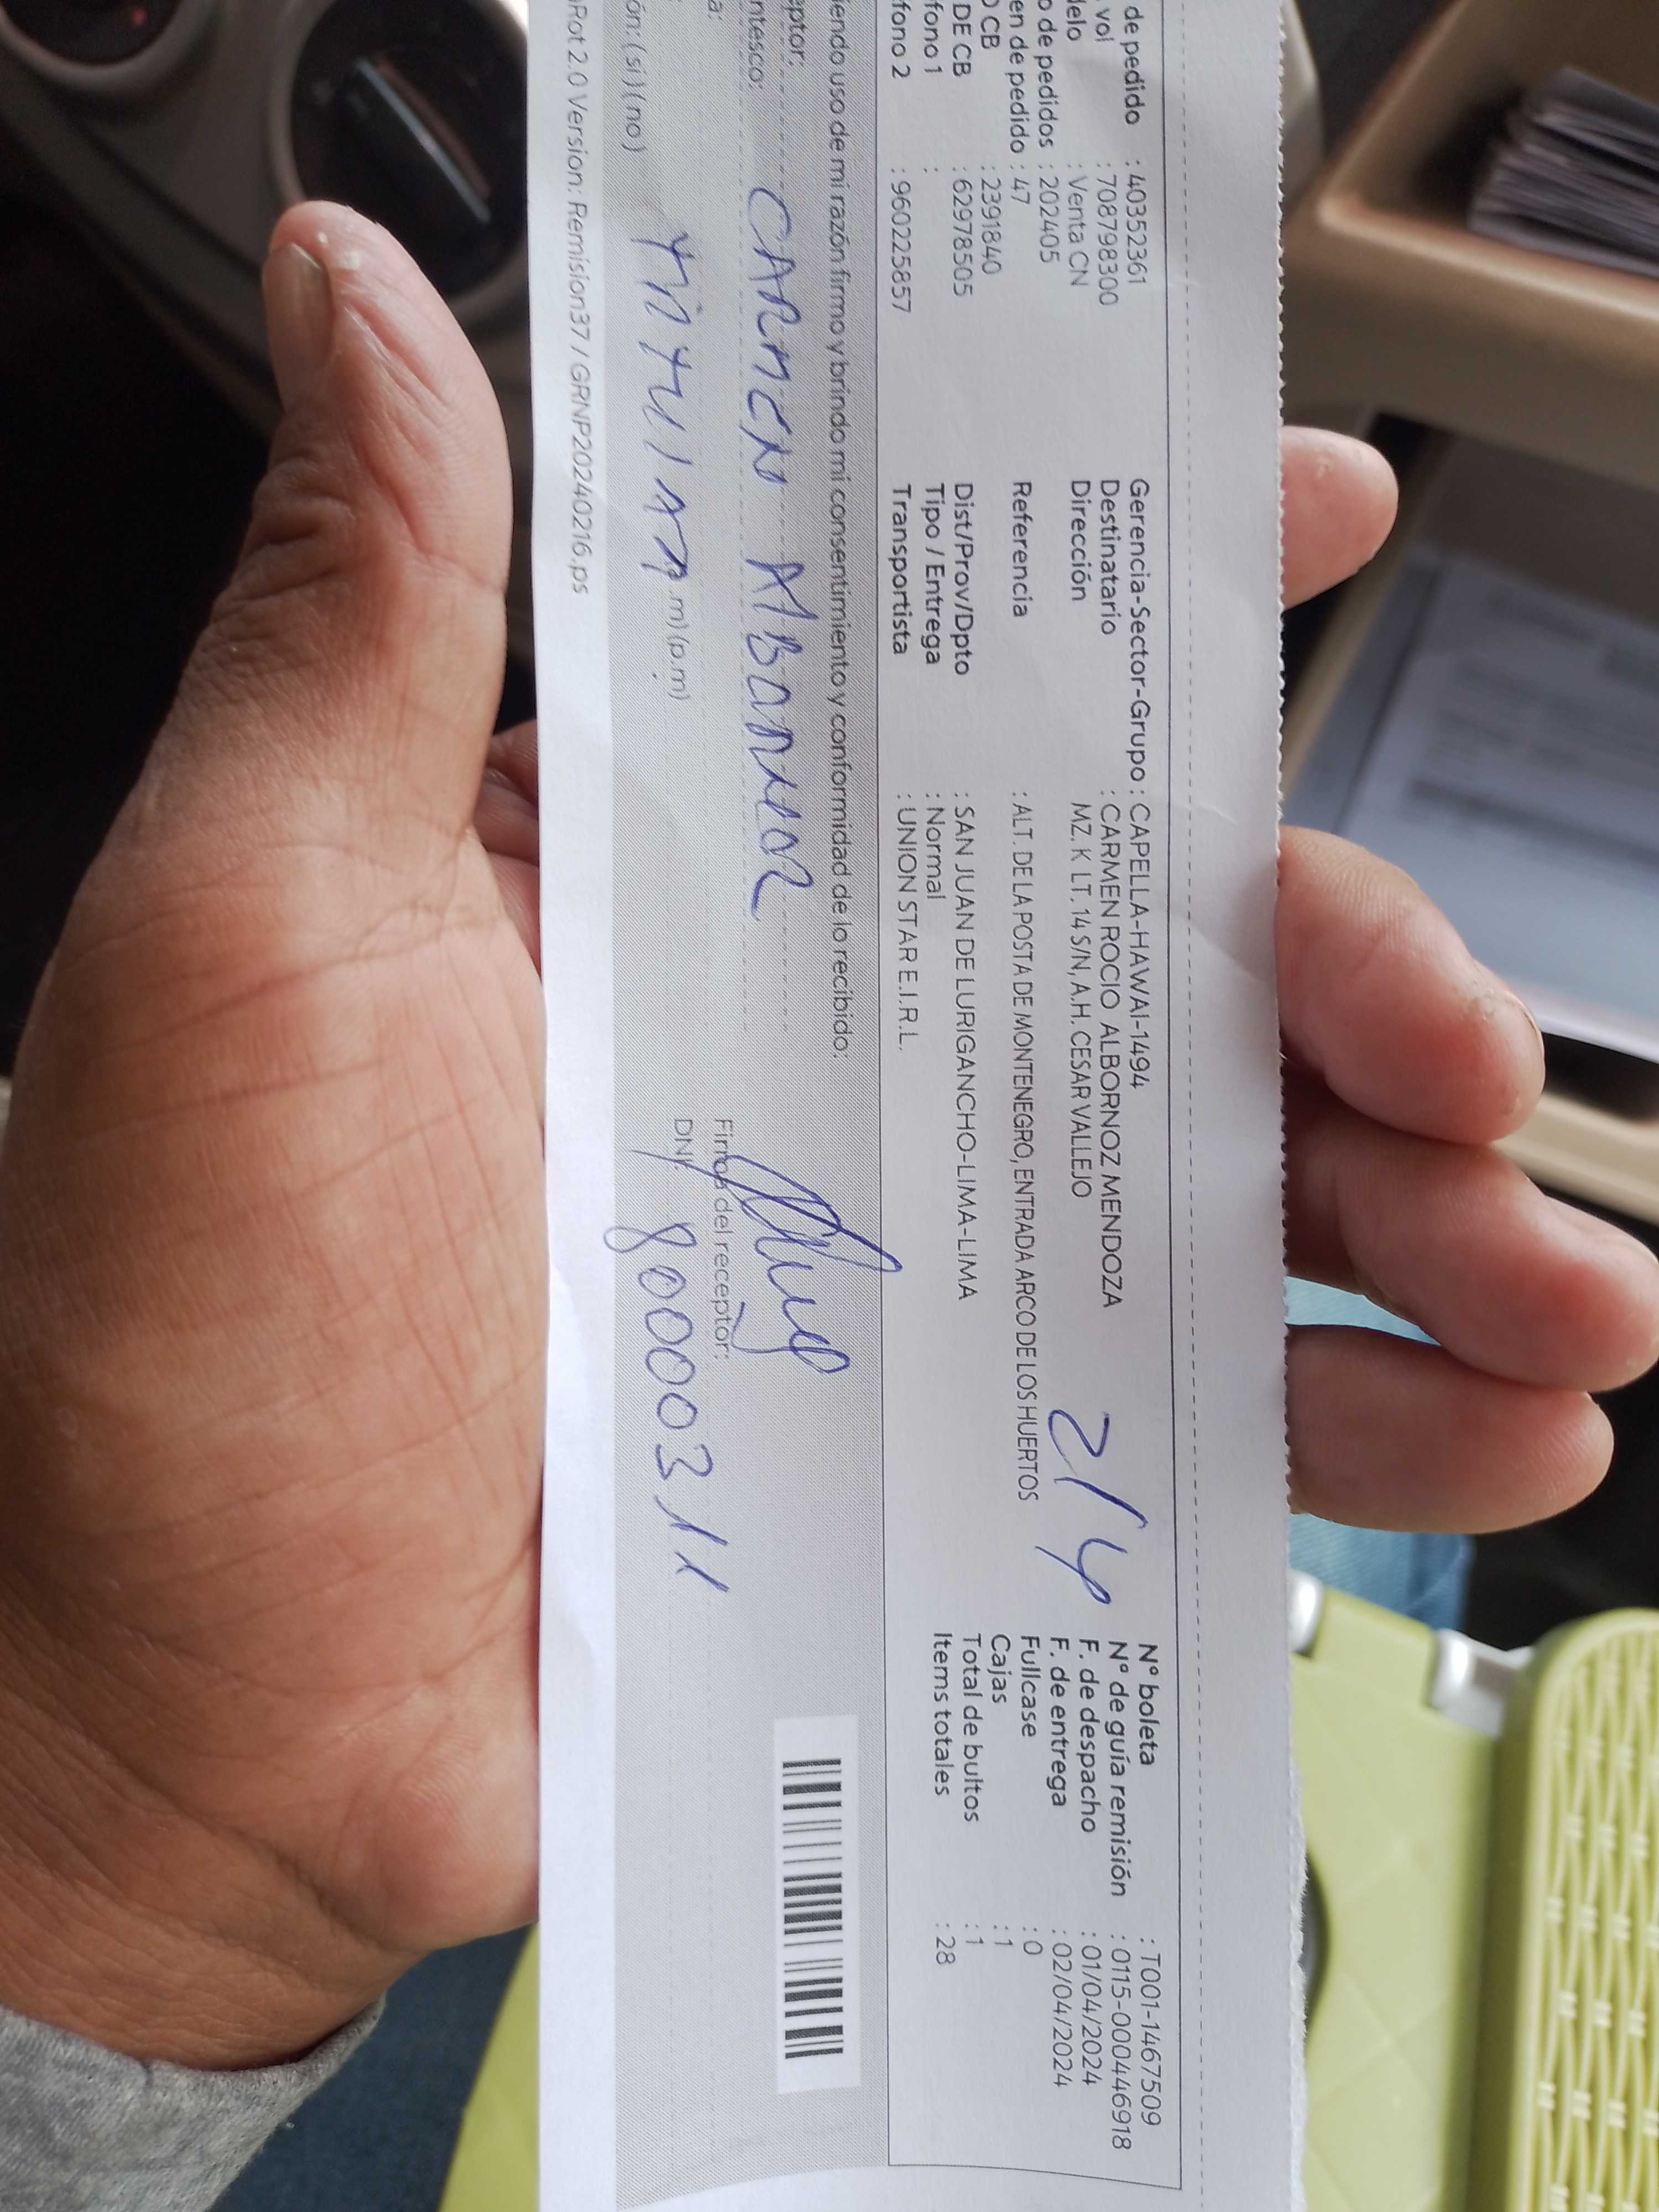 de pedido : 40352361
vol : 708798300
delo : Venta CN
o de pedidos : 202405
en de pedido : 47
O CB : 2391840
DE CB : 62978505
fono 1 :
fono 2 : 960225857
Gerencia-Sector-Grupo : CAPELLA-HAWAI-1494
Destinatario : CARMEN ROCIO ALBORNOZ MENDOZA
Dirección MZ. K LT. 14 S/N, A.H. CESAR VALLEJO
Referencia : ALT. DE LA POSTA DE MONTENEGRO, ENTRADA ARCO DE LOS HUERTOS
Dist/Prov/Dpto : SAN JUAN DE LURIGANCHO-LIMA-LIMA
Tipo / Entrega : Normal
Transportista : UNION STAR E.I.R.L.
2/4
N° boleta : T001-1467509
N° de guía remisión : 0115-000446918
F. de despacho : 01/04/2024
F. de entrega : 02/04/2024
Fullcase : 0
Cajas : 1
Total de bultos : 1
Items totales : 28
iendo uso de mi razón firmo y brindo mi consentimiento y conformidad de lo recibido:
eptor:
ntesco:
CARMEN
a:
.m) (p.m)
ón: (si) (no)
Firma del receptor:
DNI: 8000311
Rot 2.0 Version: Remision37 / GRNP20240216.ps